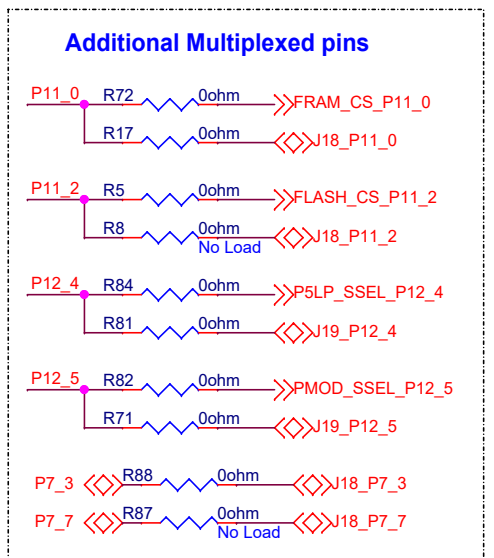 Additional Multiplexed pins
P11_0 R72 0ohm FRAM_CS_P11_0
R17 0ohm J18_P11_0
P11_2 R5 0ohm FLASH_CS_P11_2
R8 0ohm J18_P11_2
No Load
P12_4 R84 0ohm P5LP_SSEL_P12_4
R81 0ohm J19_P12_4
P12_5 R82 0ohm PMOD_SSEL_P12_5
R71 0ohm J19_P12_5
P7_3 R88 0ohm J18_P7_3
P7_7 R87 0ohm J18_P7_7
No Load